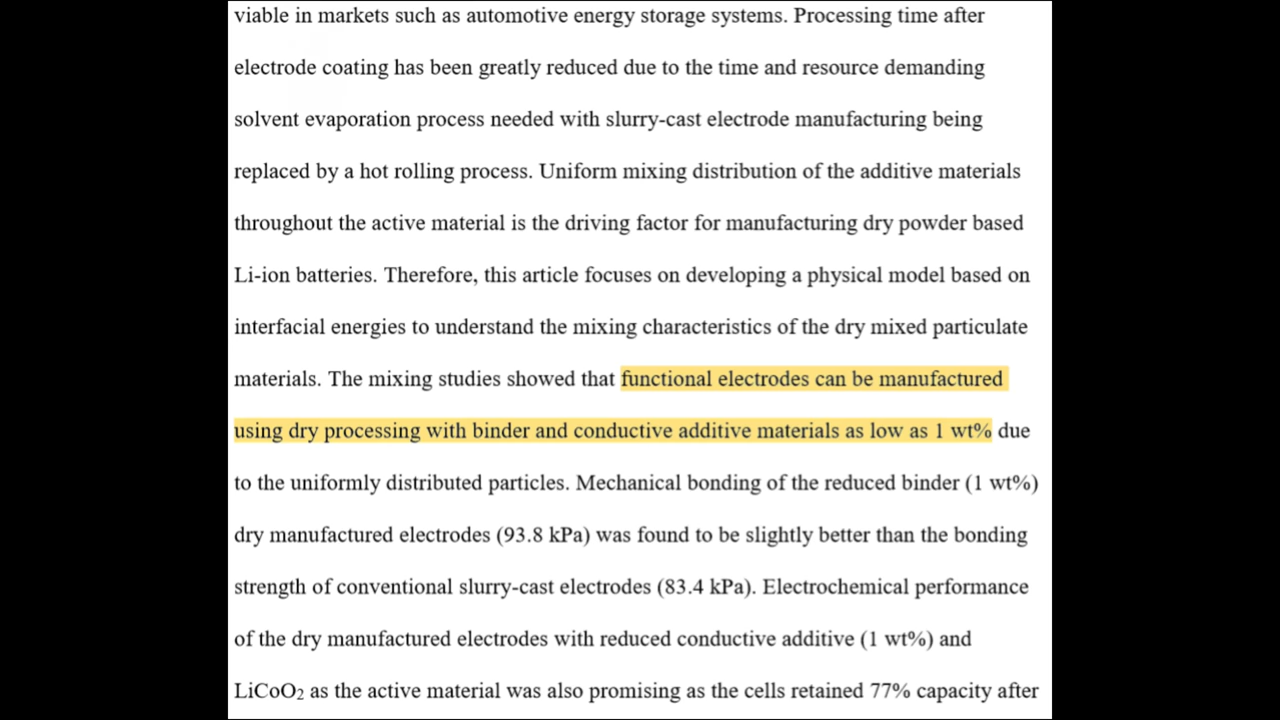 viable in markets such as automotive energy storage systems. Processing time after
electrode coating has been greatly reduced due to the time and resource demanding
solvent evaporation process needed with slurry-cast electrode manufacturing being
replaced by a hot rolling process. Uniform mixing distribution of the additive materials
throughout the active material is the driving factor for manufacturing dry powder based
Li-ion batteries. Therefore, this article focuses on developing a physical model based on
interfacial energies to understand the mixing characteristics of the dry mixed particulate
materials. The mixing studies showed that functional electrodes can be manufactured
using dry processing with binder and conductive additive materials as low as 1 wt% due
to the uniformly distributed particles. Mechanical bonding of the reduced binder (1 wt%)
dry manufactured electrodes (93.8 kPa) was found to be slightly better than the bonding
strength of conventional slurry-cast electrodes (83.4 kPa). Electrochemical performance
of the dry manufactured electrodes with reduced conductive additive (1 wt%) and
LiCoO₂ as the active material was also promising as the cells retained 77% capacity after